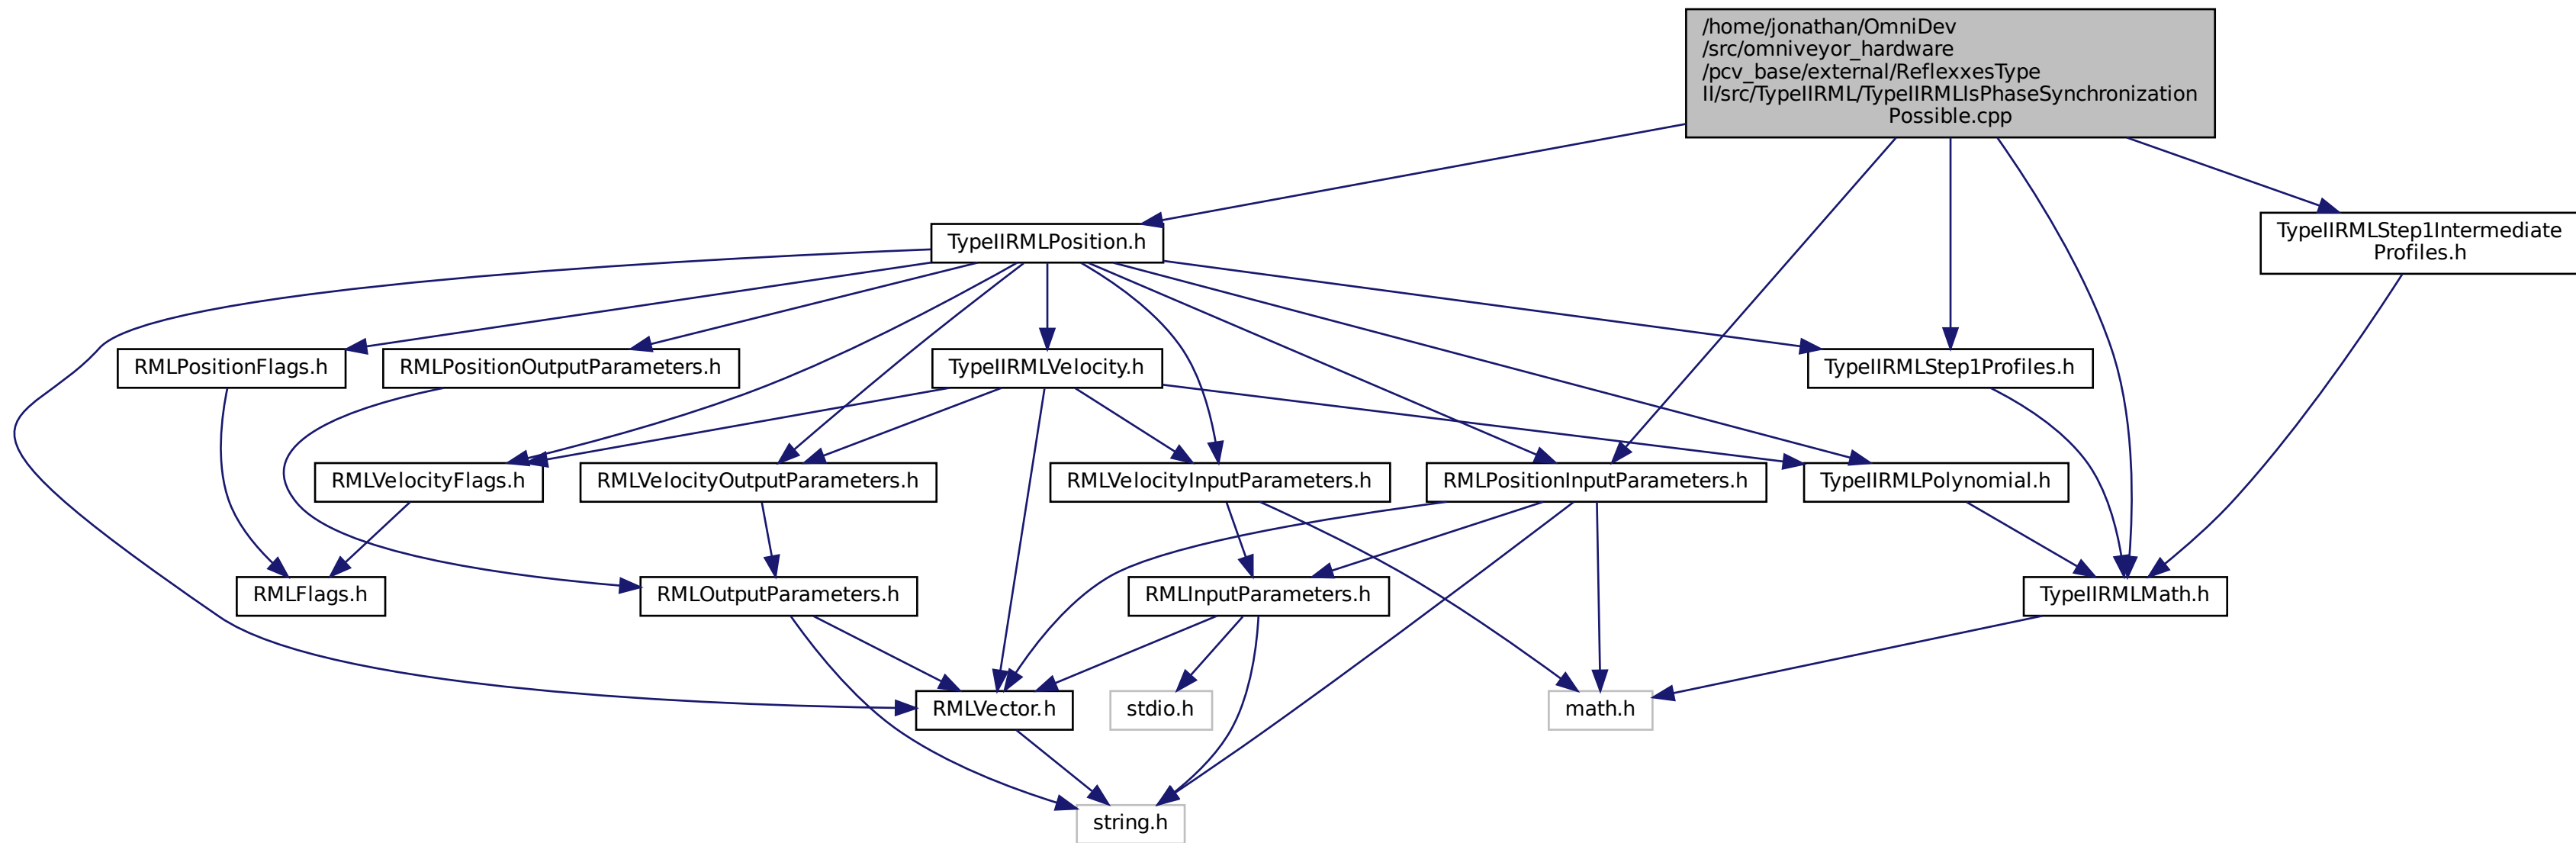 /home/jonathan/OmniDev
/src/omniveyor_hardware
/pcv_base/external/ReflexxesType
II/src/TypeIIRML/TypeIIRMLIsPhaseSynchronization
Possible.cpp
TypeIIRMLPosition.h
TypeIIRMLStep1Intermediate
Profiles.h
RMLPositionFlags.h
RMLPositionOutputParameters.h
TypeIIRMLVelocity.h
TypeIIRMLStep1Profiles.h
RMLVelocityFlags.h
RMLVelocityOutputParameters.h
RMLVelocityInputParameters.h
RMLPositionInputParameters.h
TypeIIRMLPolynomial.h
RMLFlags.h
RMLOutputParameters.h
RMLInputParameters.h
TypeIIRMLMath.h
RMLVector.h
stdio.h
math.h
string.h